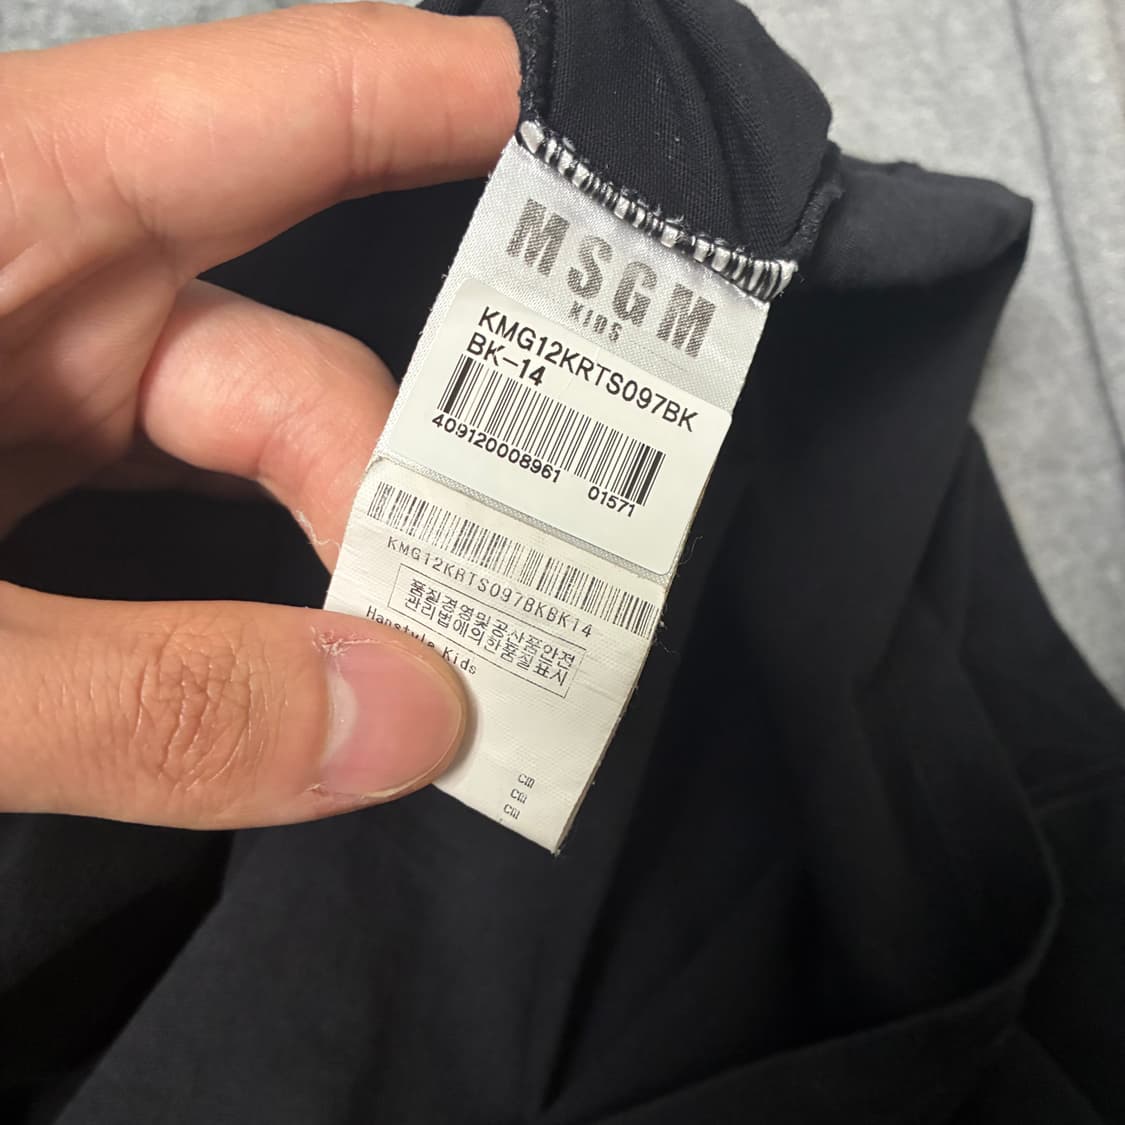 MSGM
KIDS
KMG12KRTS097BK
BK-14
409120008961 01571
KMG12KRTS097BKBK14
품질경영및공산품안전
관리법에의한품질표시
Hanstyle Kids
cm
cm
cm